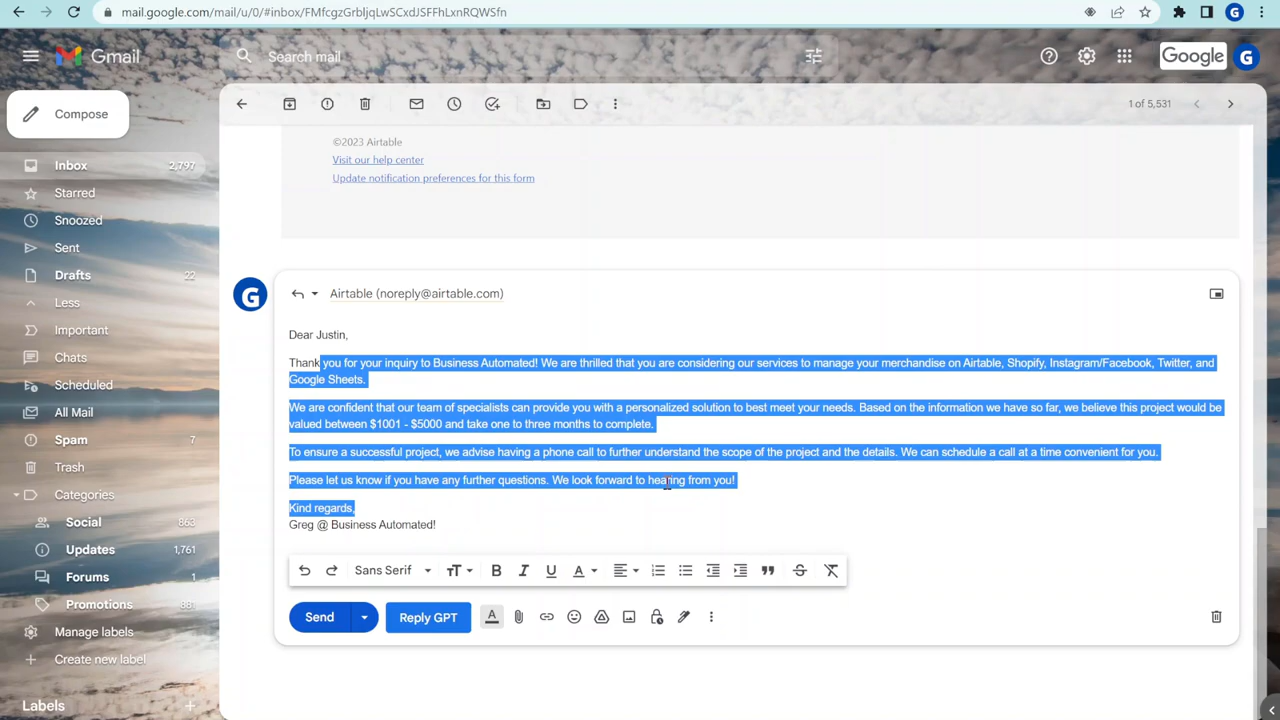 mail.google.com/mail/u/0/#inbox/FMfcgzGrbljqLwSCxdJSFFhLxnRQWSfn
G
Gmail
Search mail
Google
G
Compose
1 of 5,531
Inbox 2,797
Starred
Snoozed
Sent
Drafts 22
Less
Important
Chats
Scheduled
All Mail
Spam 7
Trash
Categories
Social 863
Updates 1,761
Forums 1
Promotions 881
Manage labels
Create new label
Labels
©2023 Airtable
Visit our help center
Update notification preferences for this form
G
Airtable (noreply@airtable.com)
Dear Justin,
Thank you for your inquiry to Business Automated! We are thrilled that you are considering our services to manage your merchandise on Airtable, Shopify, Instagram/Facebook, Twitter, and
Google Sheets.
We are confident that our team of specialists can provide you with a personalized solution to best meet your needs. Based on the information we have so far, we believe this project would be
valued between $1001 - $5000 and take one to three months to complete.
To ensure a successful project, we advise having a phone call to further understand the scope of the project and the details. We can schedule a call at a time convenient for you.
Please let us know if you have any further questions. We look forward to hearing from you!
Kind regards,
Greg @ Business Automated!
Sans Serif
Send
Reply GPT